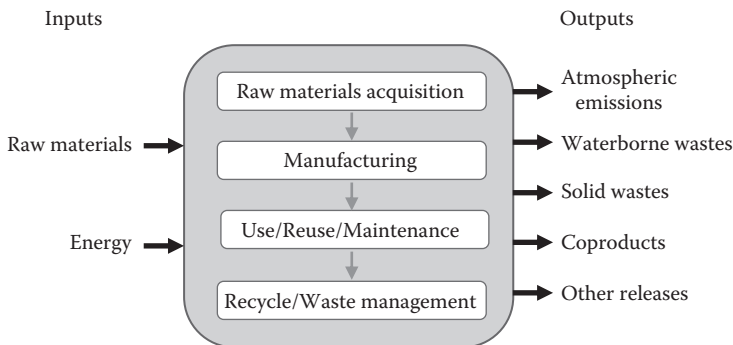 Inputs
Outputs
Raw materials acquisition
Atmospheric
emissions
Raw materials
Waterborne wastes
Manufacturing
Solid wastes
Use/Reuse/Maintenance
Energy
Coproducts
Recycle/Waste management
Other releases